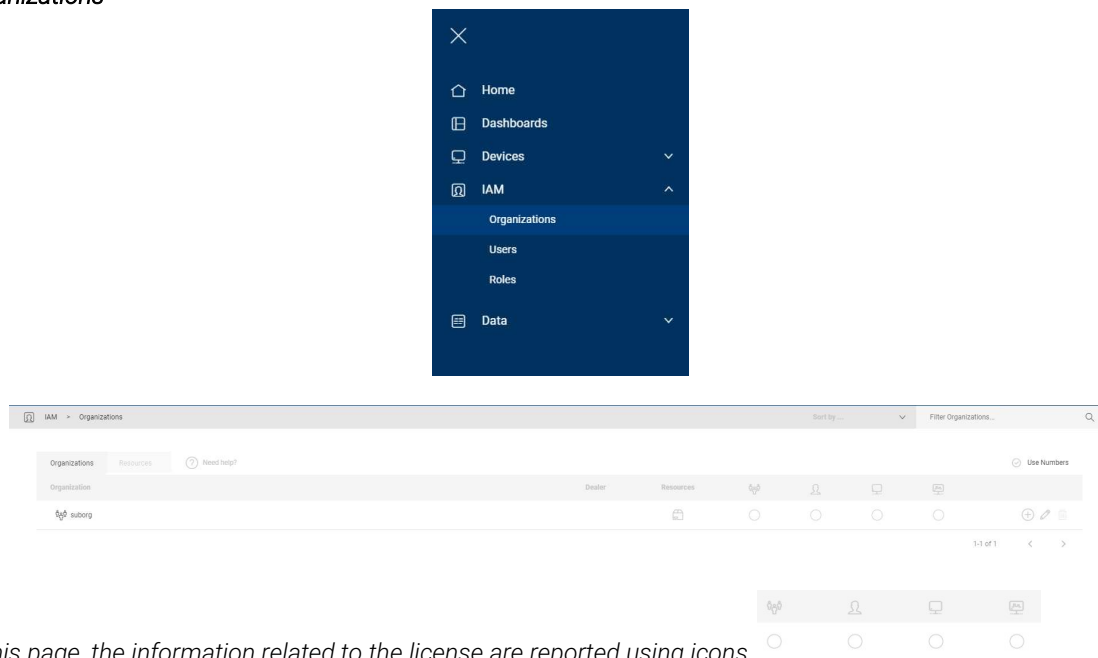 anizations
Home
Dashboards
Devices
IAM
Organizations
Users
Roles
Data
IAM > Organizations Sort by ... Filter Organizations...
Organizations Resources ? Need help? Use Numbers
Organization Dealer Resources
suborg
1-1 of 1 < >
his page, the information related to the license are reported using icons